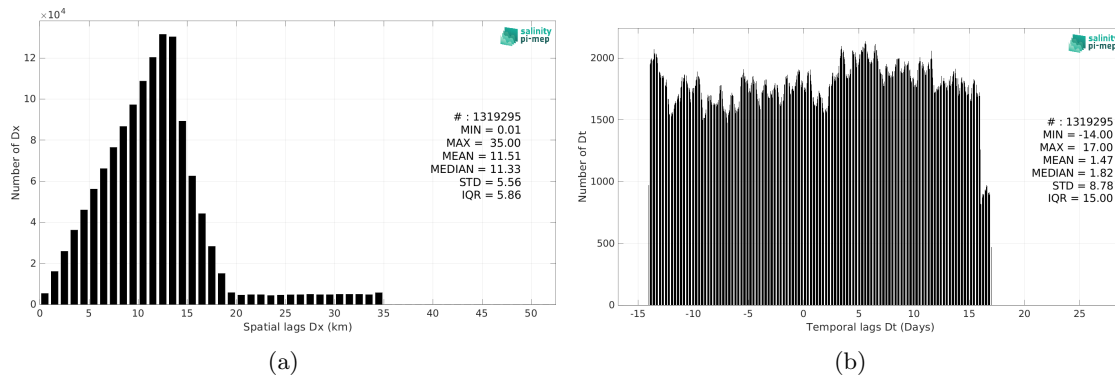 ×10⁴
12
10
8
6
4
2
0
Number of Dx
0 5 10 15 20 25 30 35 40 45 50
Spatial lags Dx (km)
salinity
pi-mep
# : 1319295
MIN = 0.01
MAX = 35.00
MEAN = 11.51
MEDIAN = 11.33
STD = 5.56
IQR = 5.86
(a)
2000
1500
1000
500
0
Number of Dt
-15 -10 -5 0 5 10 15 20 25
Temporal lags Dt (Days)
salinity
pi-mep
# : 1319295
MIN = -14.00
MAX = 17.00
MEAN = 1.47
MEDIAN = 1.82
STD = 8.78
IQR = 15.00
(b)